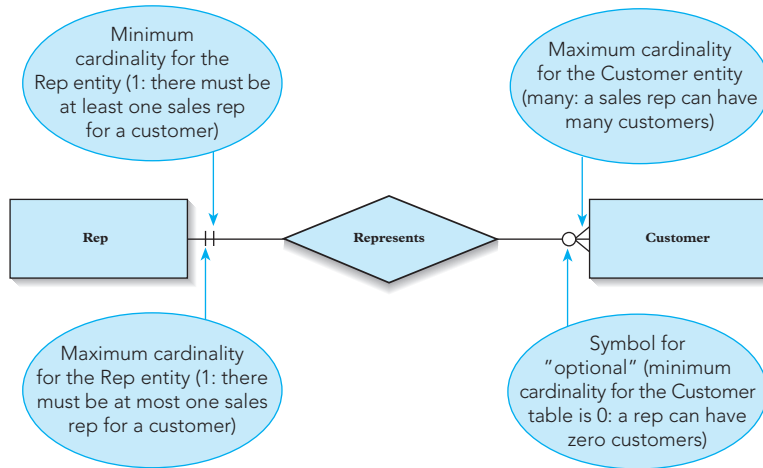 Minimum
cardinality for the
Rep entity (1: there must be
at least one sales rep
for a customer)
Maximum cardinality
for the Customer entity
(many: a sales rep can have
many customers)
Rep
Represents
Customer
Maximum cardinality
for the Rep entity (1: there
must be at most one sales
rep for a customer)
Symbol for
"optional" (minimum
cardinality for the Customer
table is 0: a rep can have
zero customers)